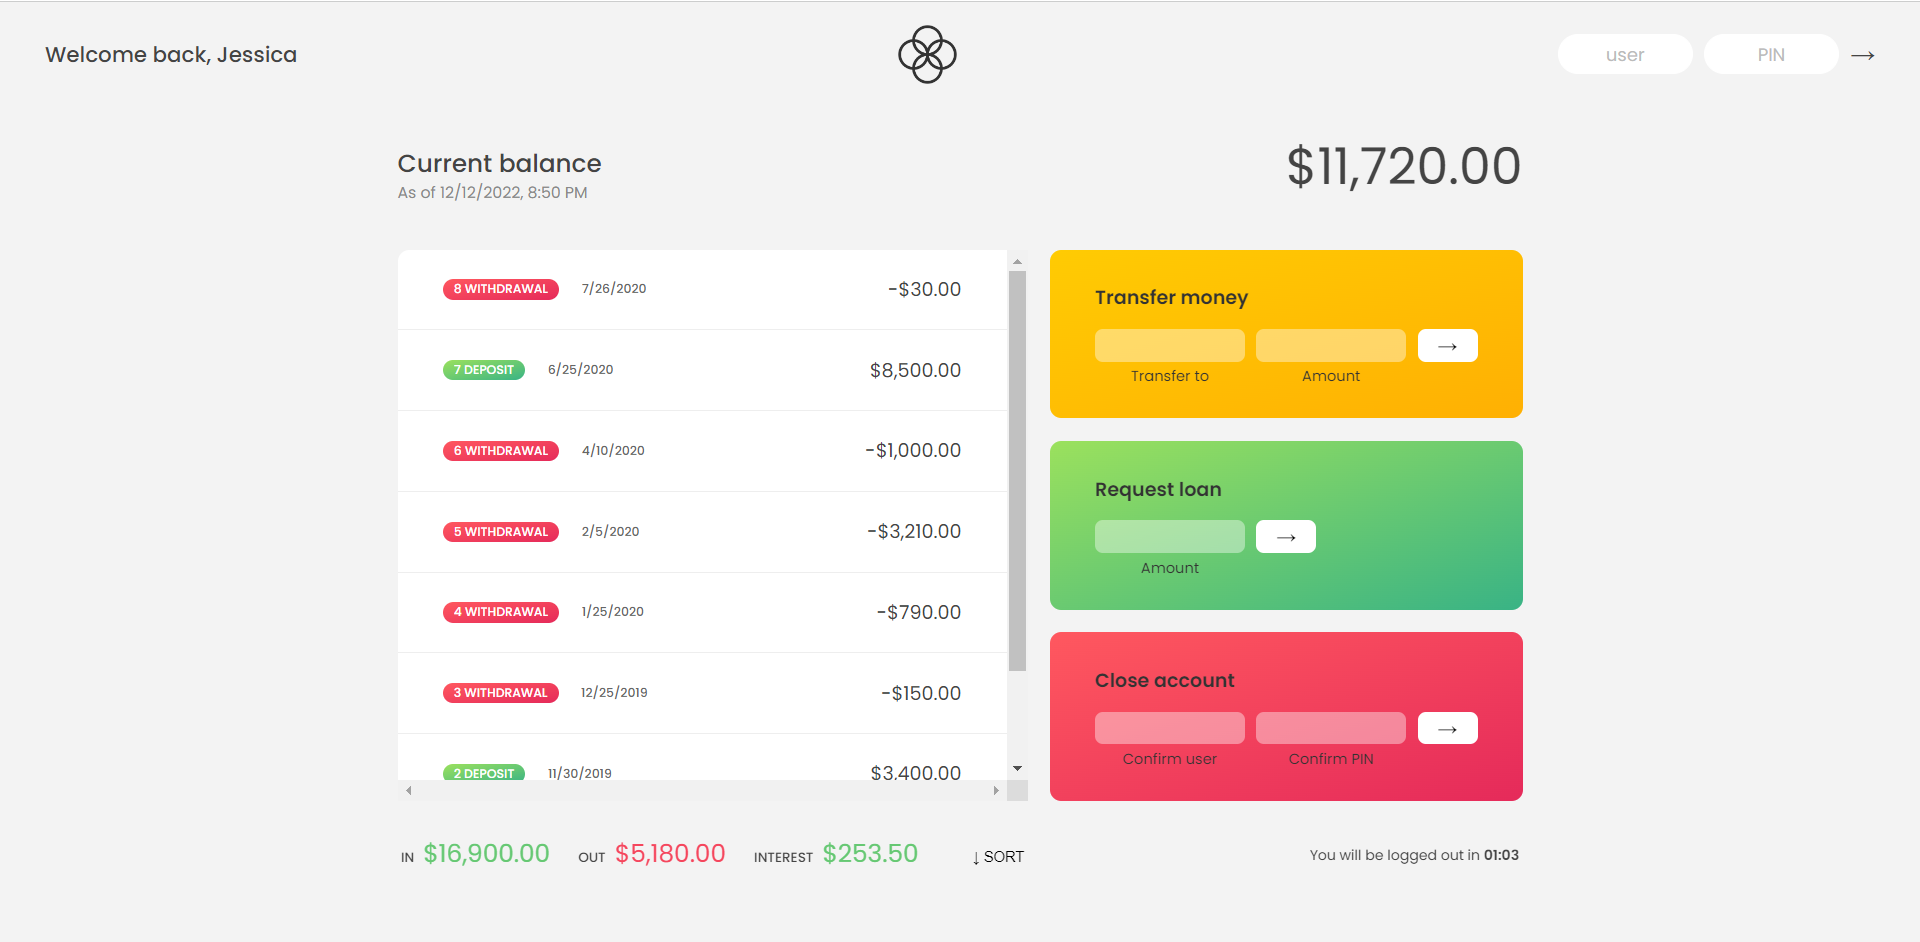 Welcome back, Jessica
user
PIN
→
Current balance
As of 12/12/2022, 8:50 PM
$11,720.00
8 WITHDRAWAL 7/26/2020 -$30.00
7 DEPOSIT 6/25/2020 $8,500.00
6 WITHDRAWAL 4/10/2020 -$1,000.00
5 WITHDRAWAL 2/5/2020 -$3,210.00
4 WITHDRAWAL 1/25/2020 -$790.00
3 WITHDRAWAL 12/25/2019 -$150.00
2 DEPOSIT 11/30/2019 $3,400.00
Transfer money
→
Transfer to Amount
Request loan
→
Amount
Close account
→
Confirm user Confirm PIN
IN $16,900.00 OUT $5,180.00 INTEREST $253.50 ↓ SORT
You will be logged out in 01:03